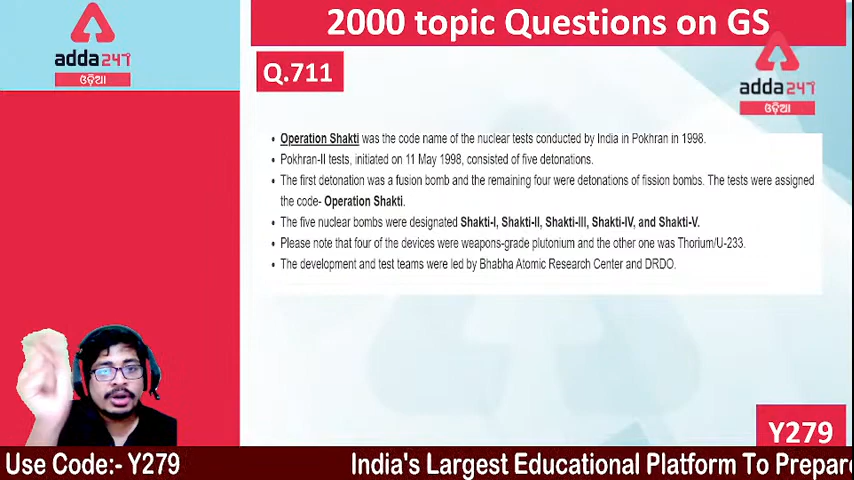 2000 topic Questions on GS
adda247
ଓଡ଼ିଆ
Q.711
adda247
ଓଡ଼ିଆ
• Operation Shakti was the code name of the nuclear tests conducted by India in Pokhran in 1998.
• Pokhran-II tests, initiated on 11 May 1998, consisted of five detonations.
• The first detonation was a fusion bomb and the remaining four were detonations of fission bombs. The tests were assigned
the code- Operation Shakti.
• The five nuclear bombs were designated Shakti-I, Shakti-II, Shakti-III, Shakti-IV, and Shakti-V.
• Please note that four of the devices were weapons-grade plutonium and the other one was Thorium/U-233.
• The development and test teams were led by Bhabha Atomic Research Center and DRDO.
Y279
Use Code:- Y279 India's Largest Educational Platform To Prepare